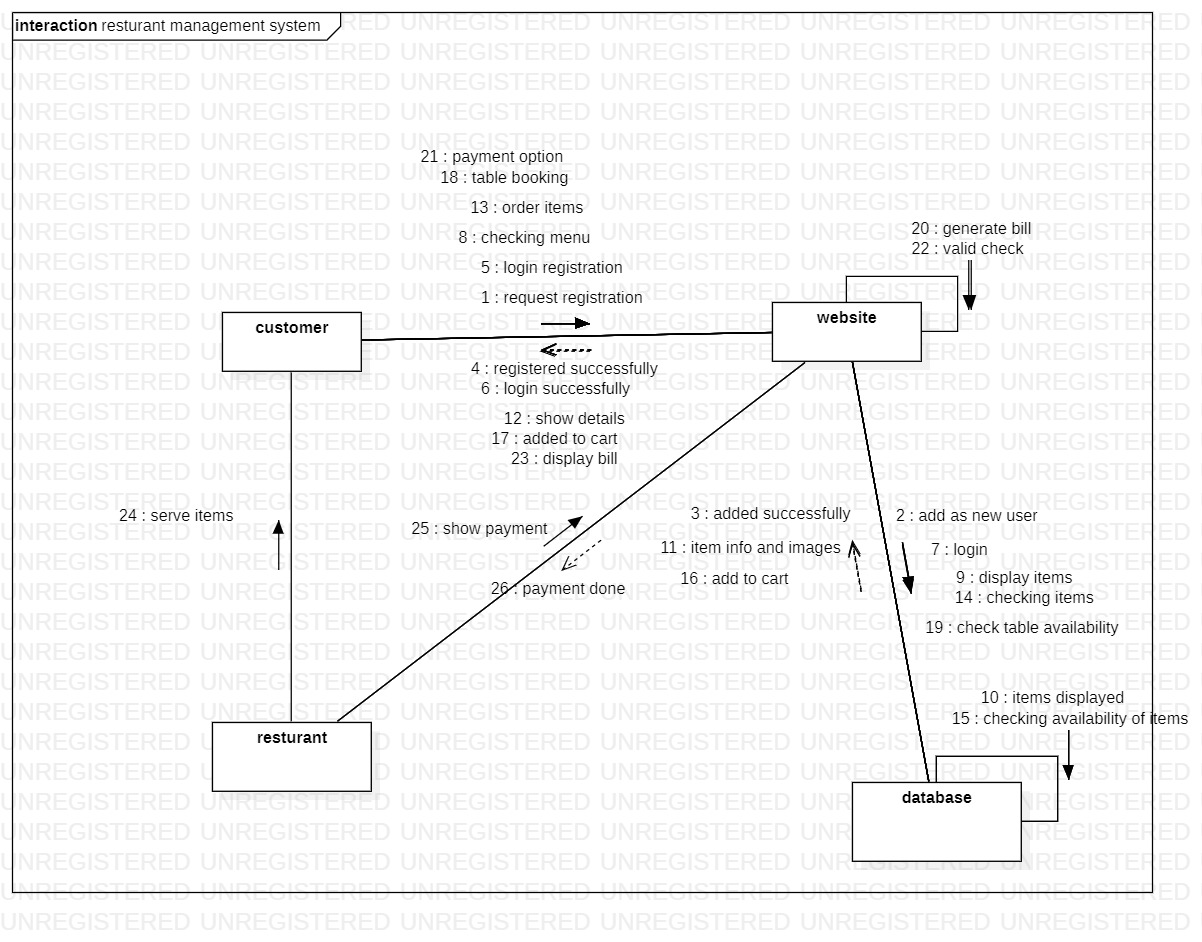 interaction resturant management system
21 : payment option
18 : table booking
13 : order items
8 : checking menu
5 : login registration
1 : request registration
20 : generate bill
22 : valid check
customer
website
4 : registered successfully
6 : login successfully
12 : show details
17 : added to cart
23 : display bill
24 : serve items
25 : show payment
26 : payment done
3 : added successfully
11 : item info and images
16 : add to cart
2 : add as new user
7 : login
9 : display items
14 : checking items
19 : check table availability
10 : items displayed
15 : checking availability of items
resturant
database
UNREGISTERED